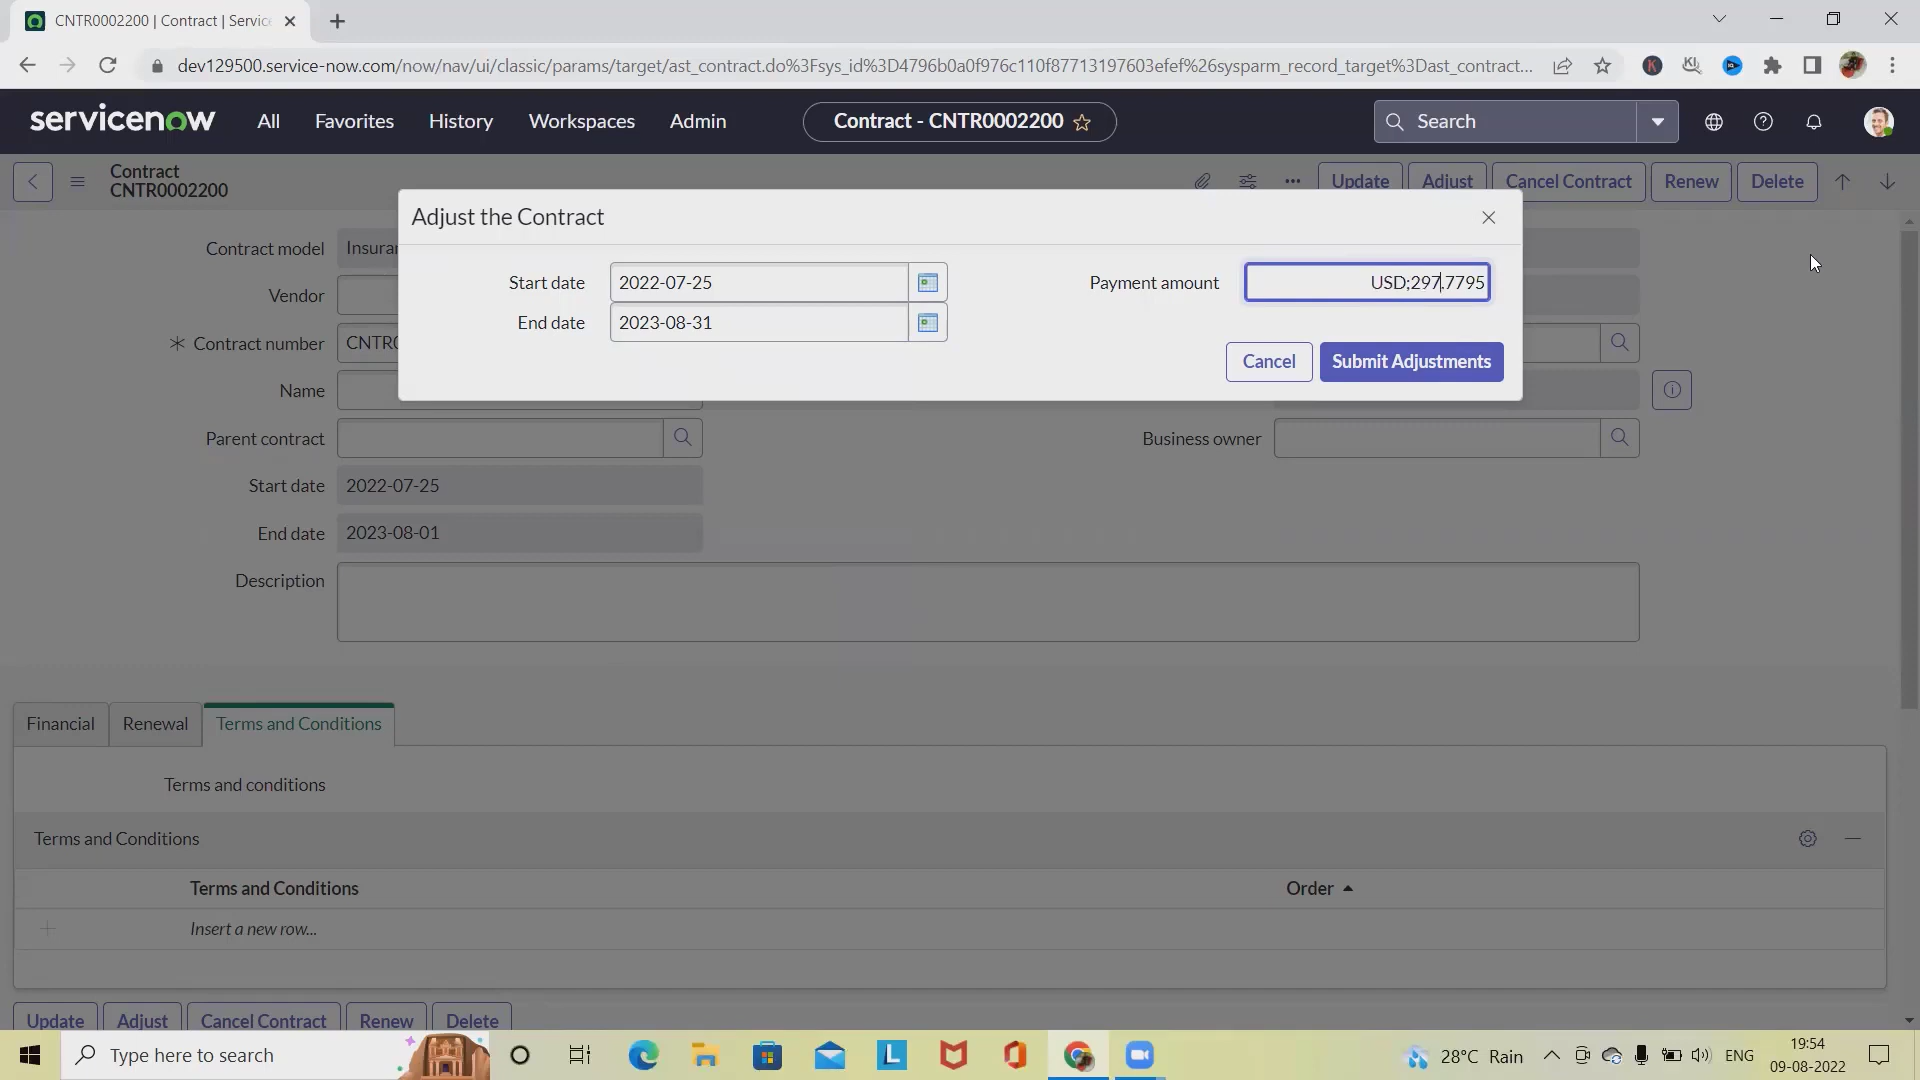 CNTR0002200 | Contract | Service
dev129500.service-now.com/now/nav/ui/classic/params/target/ast_contract.do%3Fsys_id%3D4796b0a0f976c110f87713197603efef%26sysparm_record_target%3Dast_contract...
servicenow All Favorites History Workspaces Admin Contract - CNTR0002200 Search
Contract
CNTR0002200
Update Adjust Cancel Contract Renew Delete
Adjust the Contract
Start date 2022-07-25 Payment amount USD;297.7795
End date 2023-08-31
Cancel Submit Adjustments
Contract model Insuran
Vendor
Contract number CNTR0
Name
Parent contract Business owner
Start date 2022-07-25
End date 2023-08-01
Description
Financial Renewal Terms and Conditions
Terms and conditions
Terms and Conditions
Terms and Conditions Order
Insert a new row...
Update Adjust Cancel Contract Renew Delete
Type here to search 28°C Rain ENG 19:54
09-08-2022